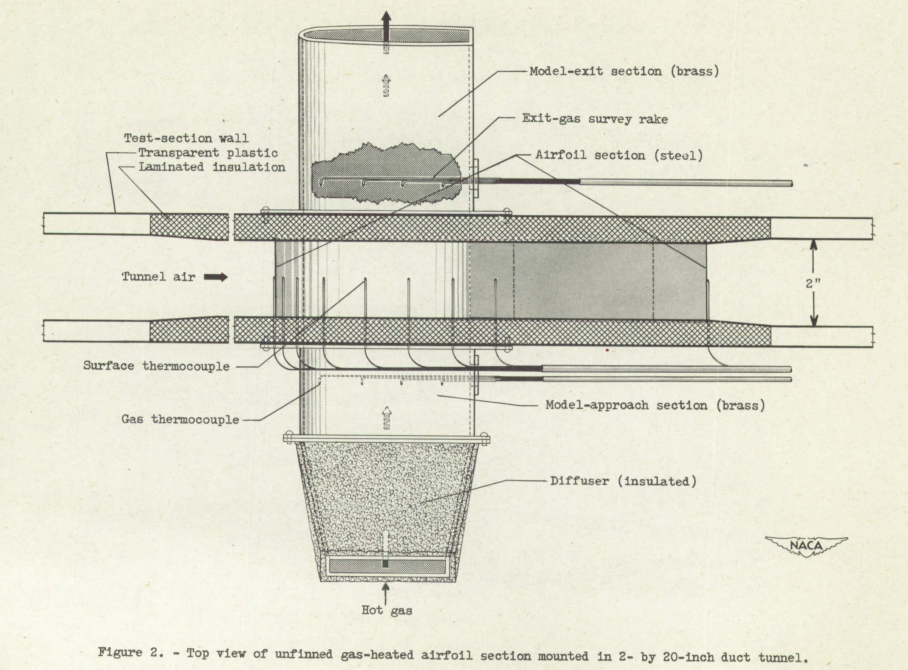 Model-exit section (brass)
Exit-gas survey rake
Test-section wall
Transparent plastic
Laminated insulation
Airfoil section (steel)
Tunnel air
2"
Surface thermocouple
Gas thermocouple
Model-approach section (brass)
Diffuser (insulated)
NACA
Hot gas
Figure 2. - Top view of unfinned gas-heated airfoil section mounted in 2- by 20-inch duct tunnel.